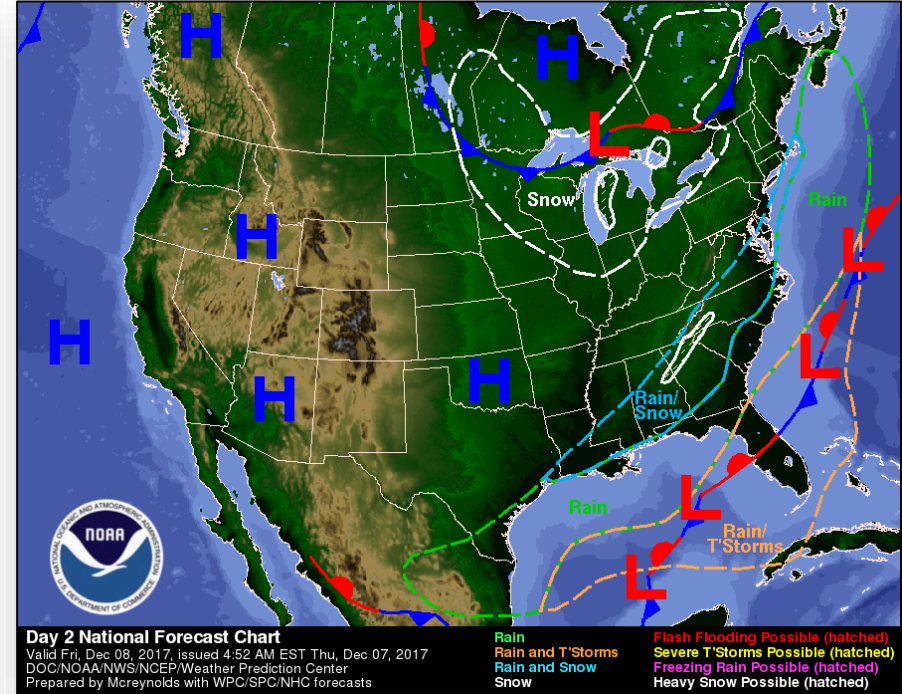 H
H
L
Snow
Rain
H
L
H
L
H
H
Rain/
Snow
L
Rain
Rain/
T'Storms
L
NATIONAL OCEANIC AND ATMOSPHERIC ADMINISTRATION
NOAA
U.S. DEPARTMENT OF COMMERCE
Day 2 National Forecast Chart
Valid Fri, Dec 08, 2017, issued 4:52 AM EST Thu, Dec 07, 2017
DOC/NOAA/NWS/NCEP/Weather Prediction Center
Prepared by Mcreynolds with WPC/SPC/NHC forecasts
Rain
Rain and T'Storms
Rain and Snow
Snow
Flash Flooding Possible (hatched)
Severe T'Storms Possible (hatched)
Freezing Rain Possible (hatched)
Heavy Snow Possible (hatched)